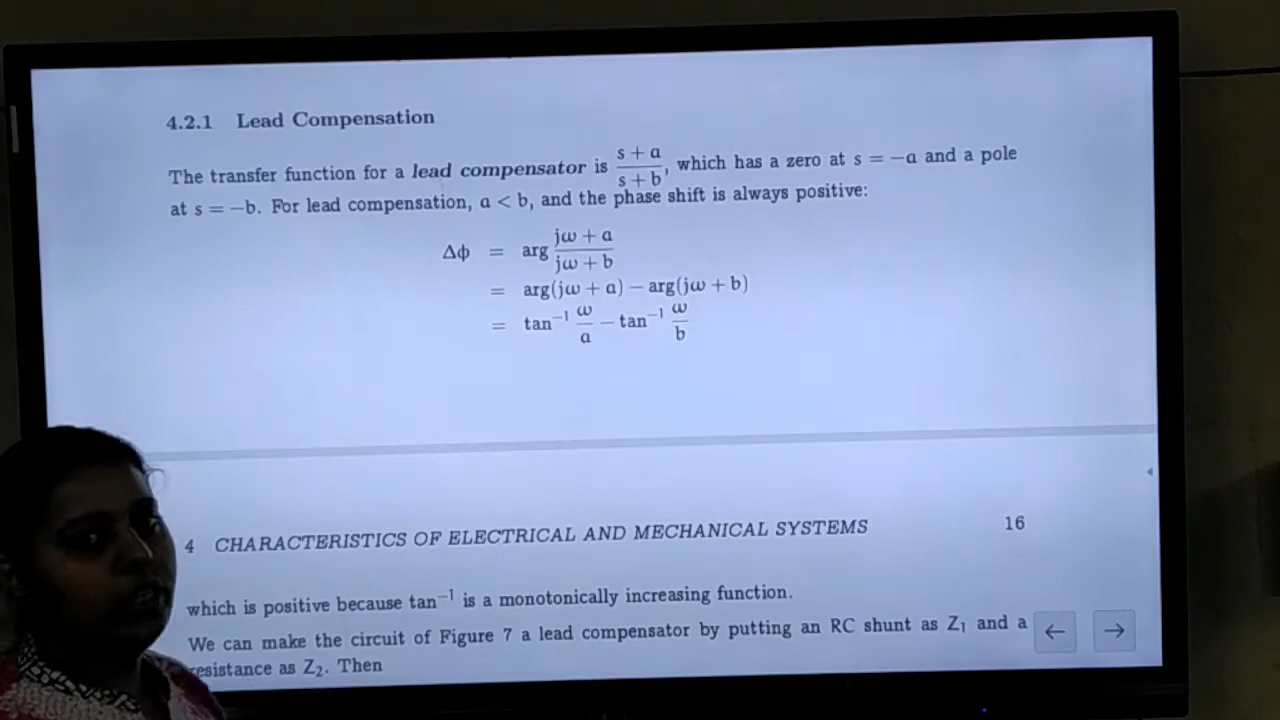 4.2.1 Lead Compensation
The transfer function for a lead compensator is (s + a)/(s + b), which has a zero at s = −a and a pole
at s = −b. For lead compensation, a < b, and the phase shift is always positive:
Δϕ = arg (jω + a)/(jω + b)
= arg(jω + a) − arg(jω + b)
= tan⁻¹ ω/a − tan⁻¹ ω/b
4 CHARACTERISTICS OF ELECTRICAL AND MECHANICAL SYSTEMS 16
which is positive because tan⁻¹ is a monotonically increasing function.
We can make the circuit of Figure 7 a lead compensator by putting an RC shunt as Z₁ and a
resistance as Z₂. Then